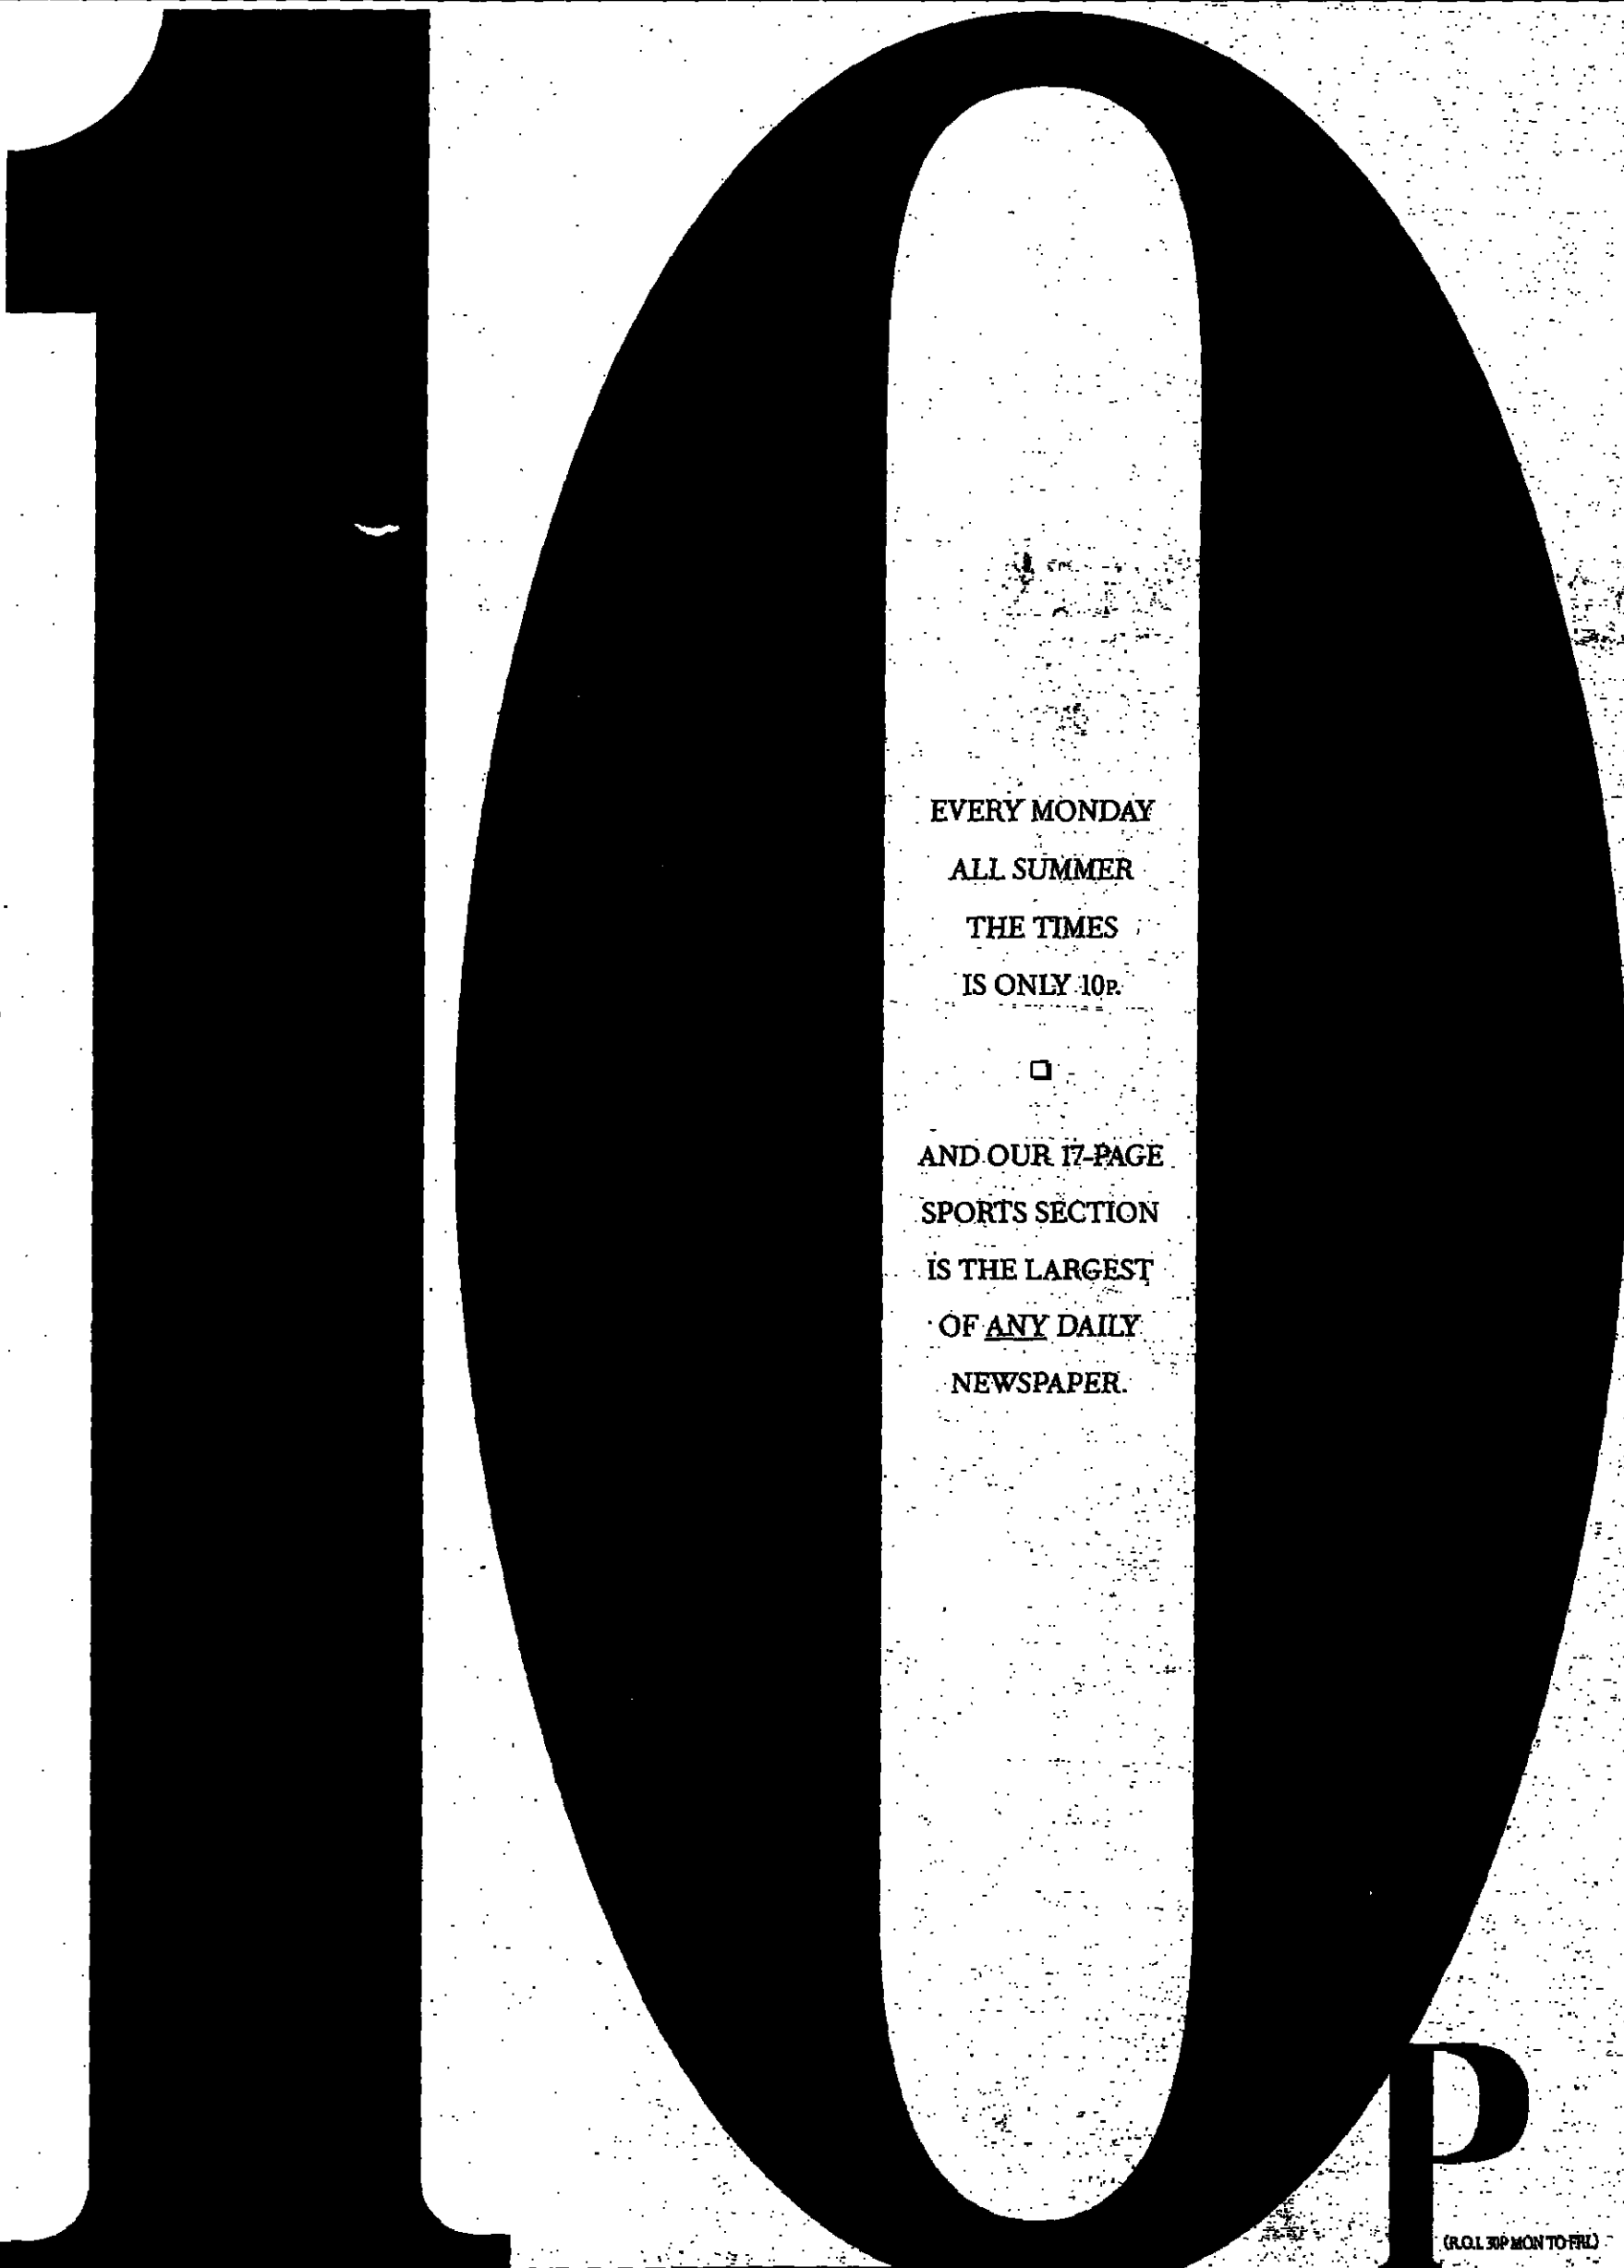 10P
EVERY MONDAY
ALL SUMMER
THE TIMES
IS ONLY 10P.
AND OUR 17-PAGE
SPORTS SECTION
IS THE LARGEST
OF ANY DAILY
NEWSPAPER.
(R.O.I. 30P MON TO FRI.)